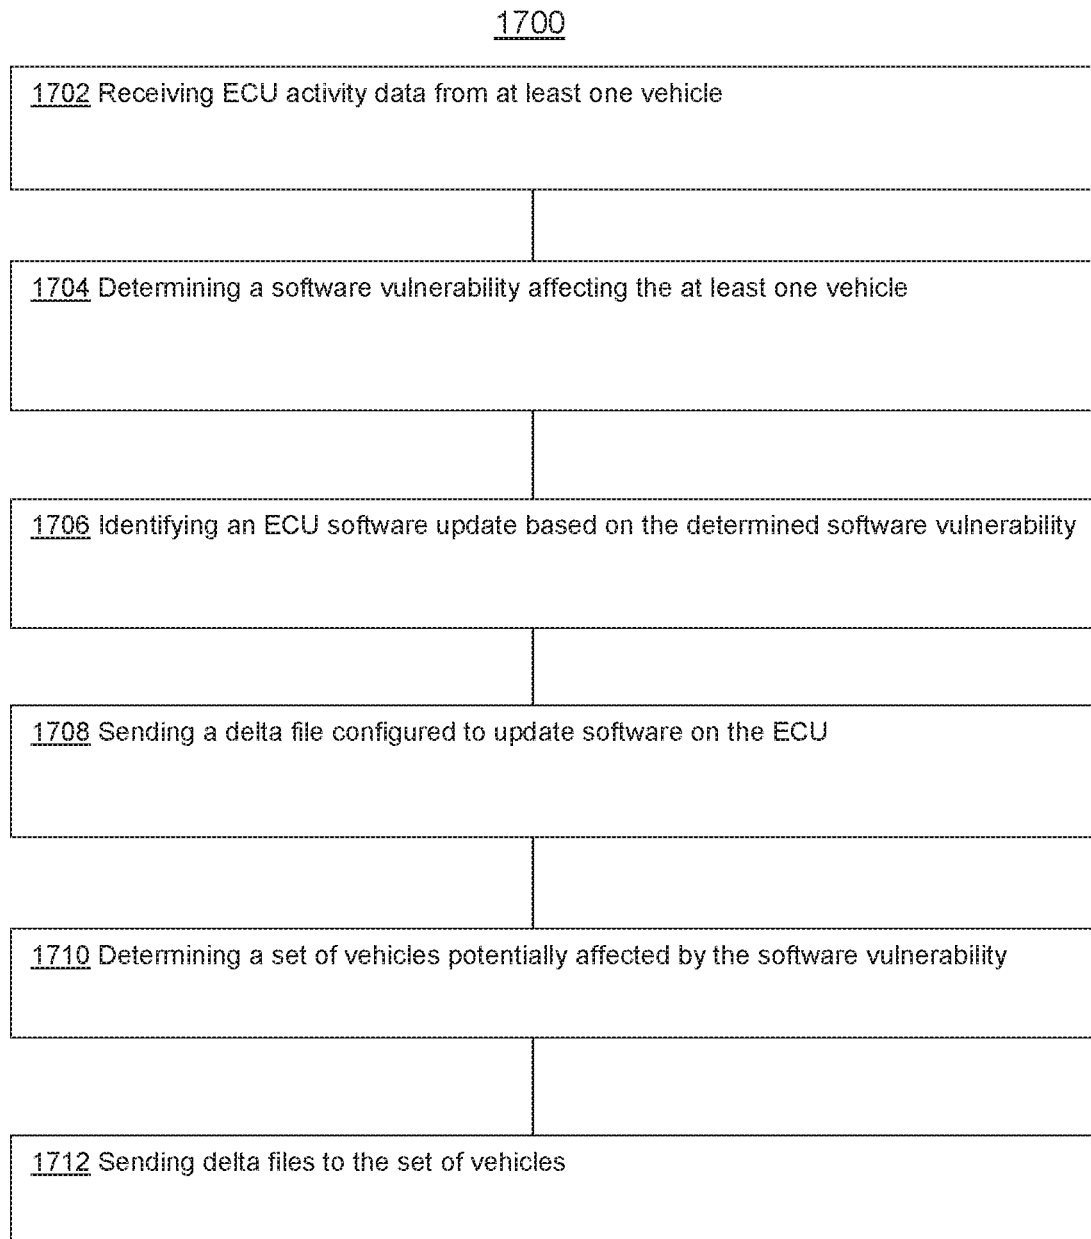 1700
1702 Receiving ECU activity data from at least one vehicle
1704 Determining a software vulnerability affecting the at least one vehicle
1706 Identifying an ECU software update based on the determined software vulnerability
1708 Sending a delta file configured to update software on the ECU
1710 Determining a set of vehicles potentially affected by the software vulnerability
1712 Sending delta files to the set of vehicles